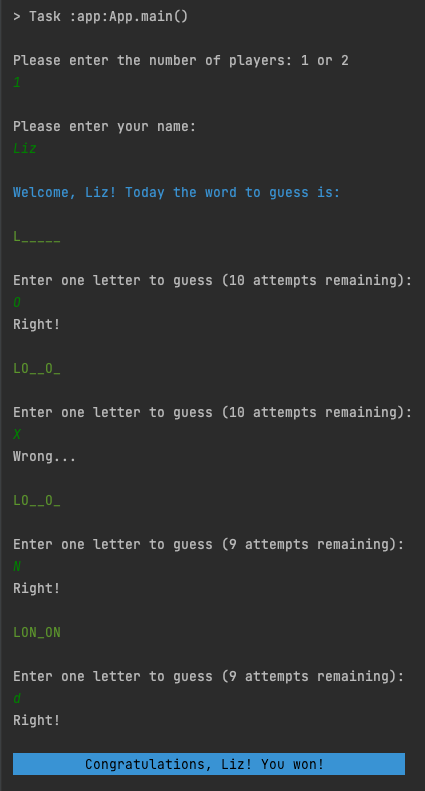 > Task :app:App.main()
Please enter the number of players: 1 or 2
1
Please enter your name:
Liz
Welcome, Liz! Today the word to guess is:
L_____
Enter one letter to guess (10 attempts remaining):
O
Right!
LO__O_
Enter one letter to guess (10 attempts remaining):
X
Wrong...
LO__O_
Enter one letter to guess (9 attempts remaining):
N
Right!
LON_ON
Enter one letter to guess (9 attempts remaining):
d
Right!
Congratulations, Liz! You won!